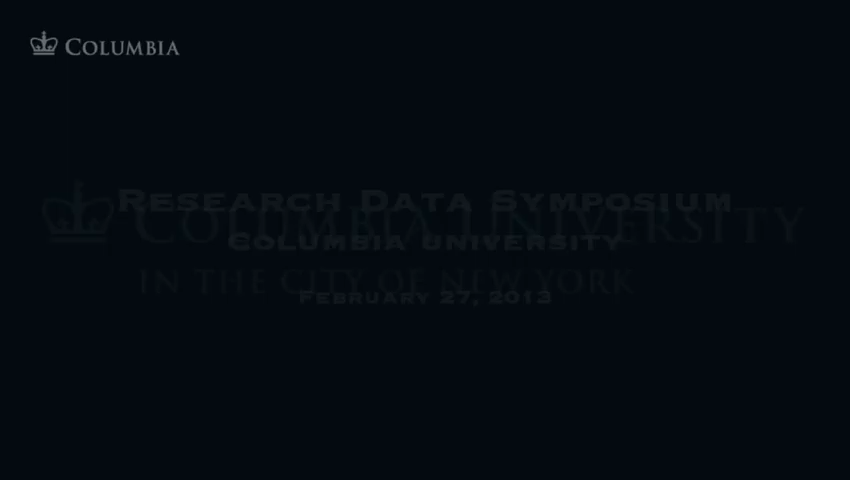 COLUMBIA
RESEARCH DATA SYMPOSIUM
COLUMBIA UNIVERSITY
COLUMBIA UNIVERSITY
IN THE CITY OF NEW YORK
FEBRUARY 27, 2013